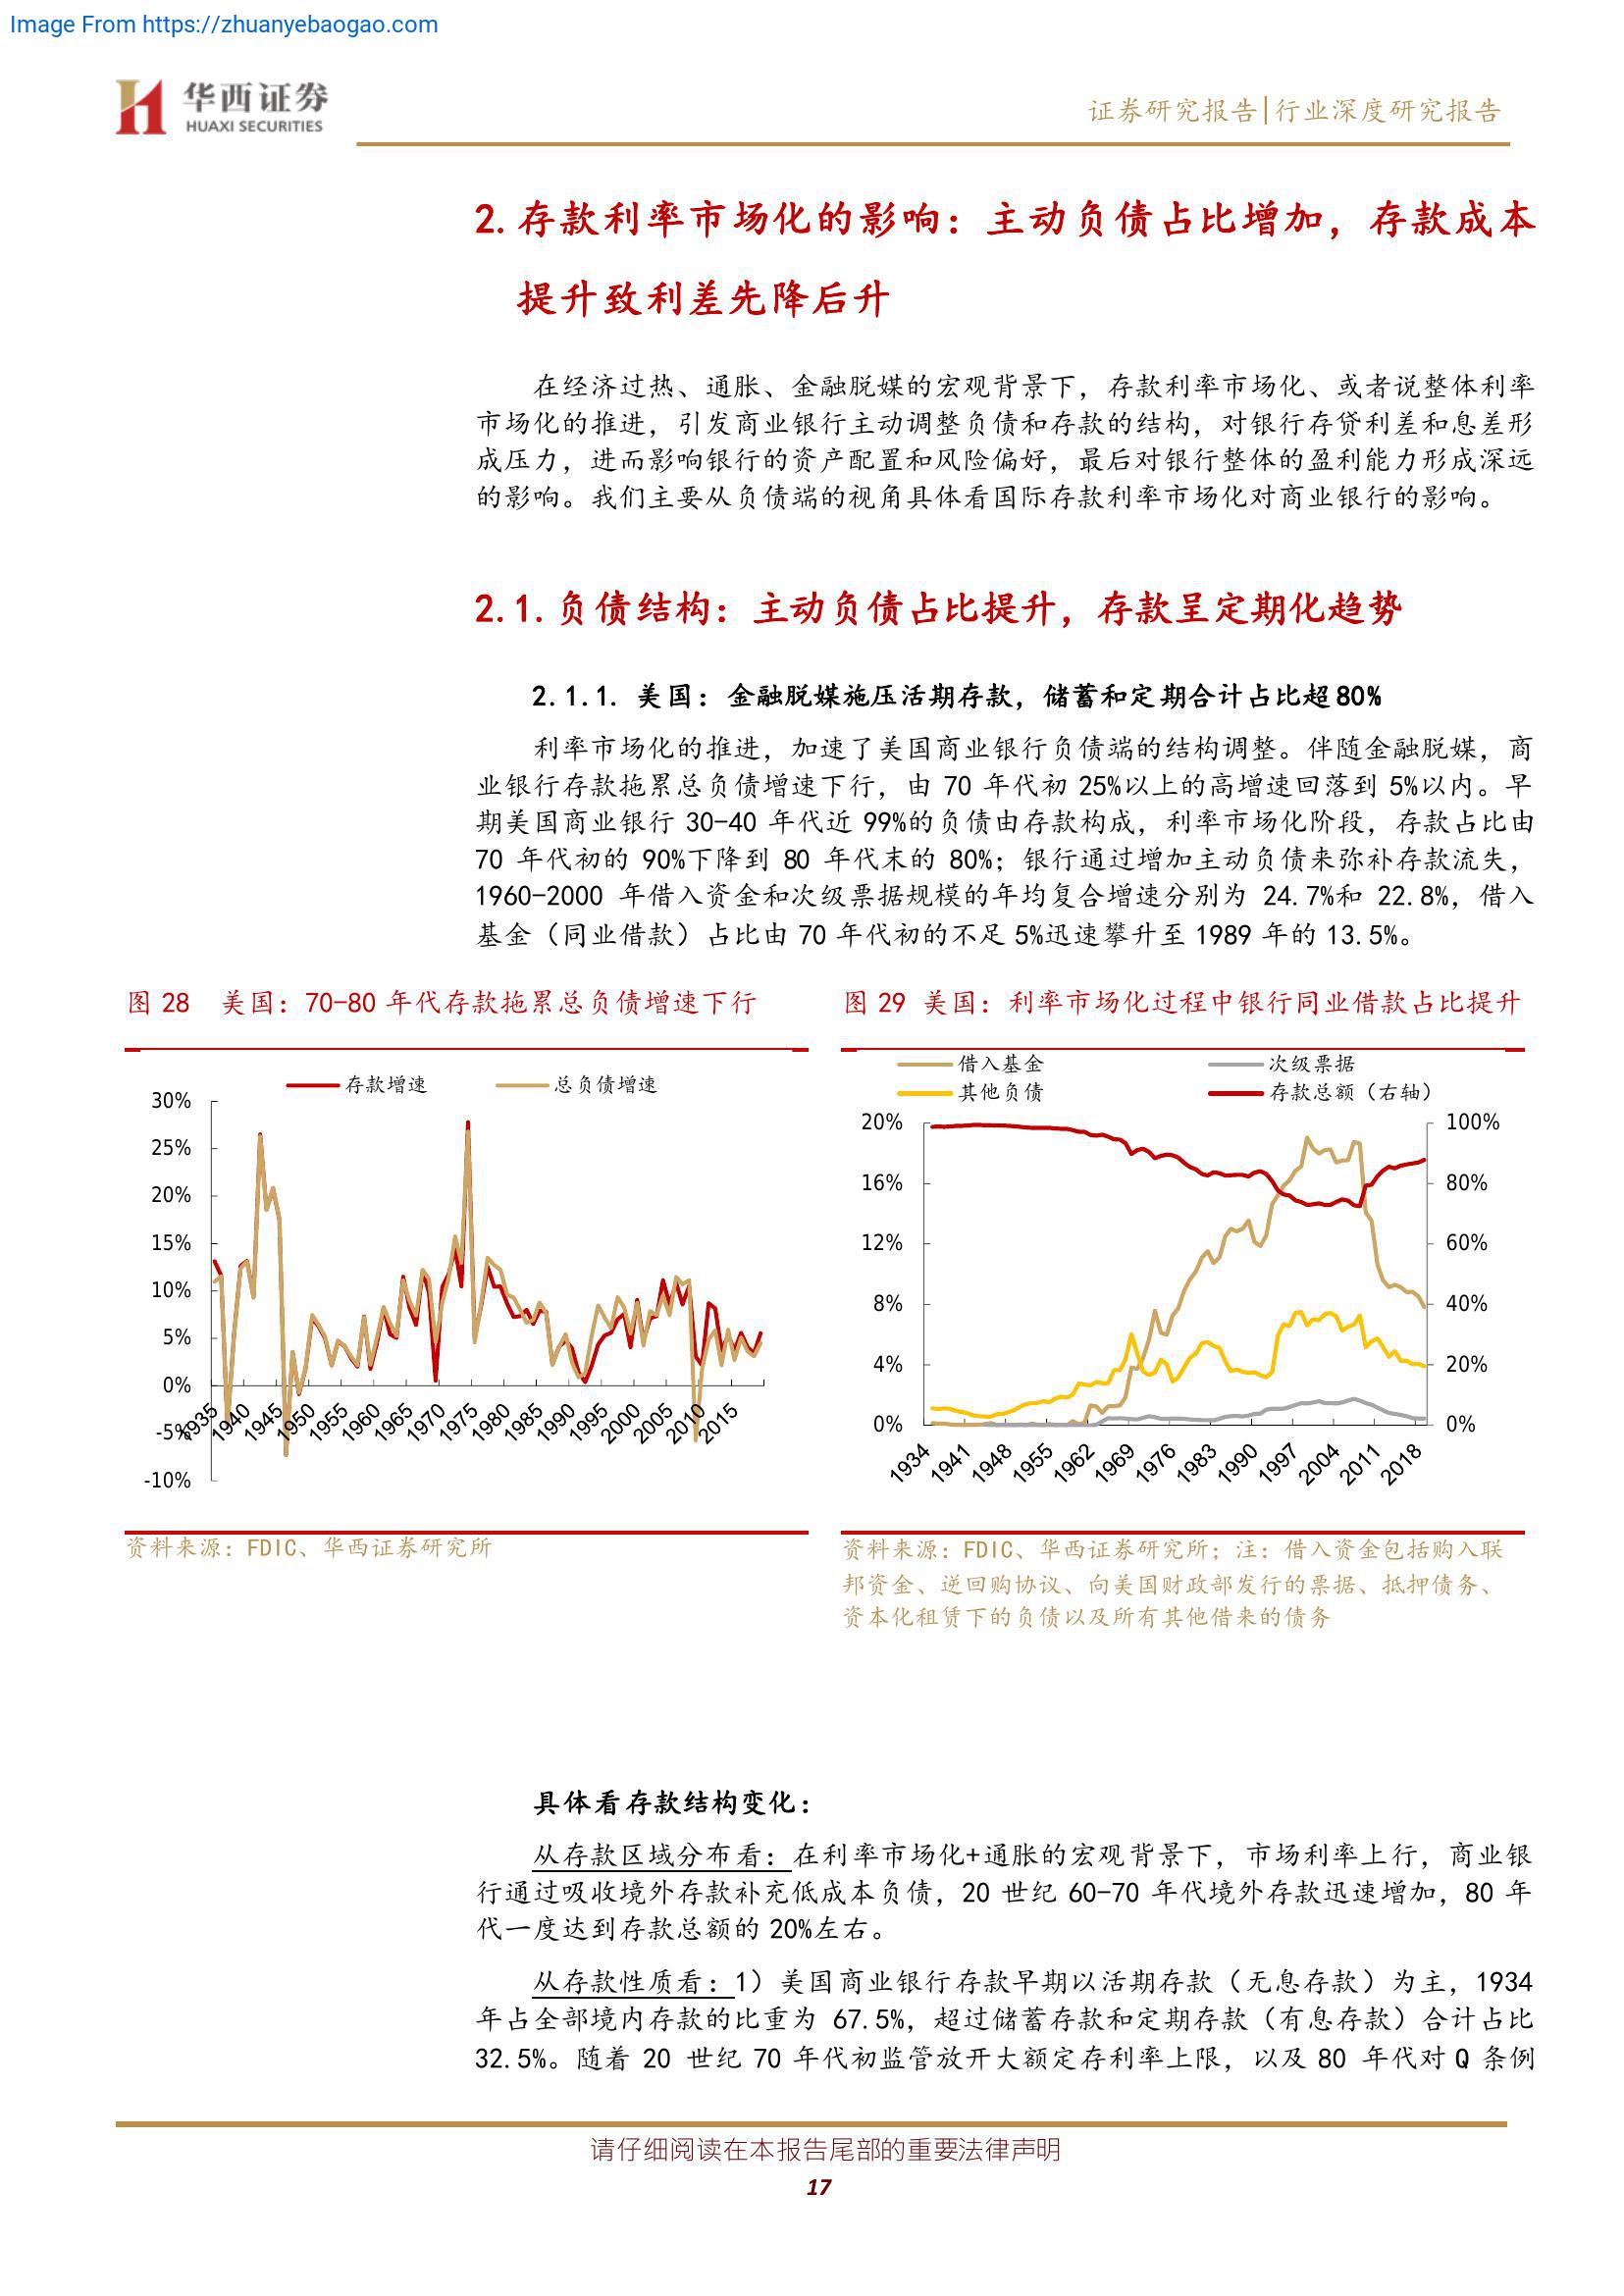 Image From https://zhuanyebaogao.com
华西证券
HUAXI SECURITIES
证券研究报告|行业深度研究报告
2. 存款利率市场化的影响：主动负债占比增加，存款成本
提升致利差先降后升
在经济过热、通胀、金融脱媒的宏观背景下，存款利率市场化、或者说整体利率
市场化的推进，引发商业银行主动调整负债和存款的结构，对银行存贷利差和息差形
成压力，进而影响银行的资产配置和风险偏好，最后对银行整体的盈利能力形成深远
的影响。我们主要从负债端的视角具体看国际存款利率市场化对商业银行的影响。
2.1. 负债结构：主动负债占比提升，存款呈定期化趋势
2.1.1. 美国：金融脱媒施压活期存款，储蓄和定期合计占比超 80%
利率市场化的推进，加速了美国商业银行负债端的结构调整。伴随金融脱媒，商
业银行存款拖累总负债增速下行，由 70 年代初 25%以上的高增速回落到 5%以内。早
期美国商业银行 30-40 年代近 99%的负债由存款构成，利率市场化阶段，存款占比由
70 年代初的 90%下降到 80 年代末的 80%；银行通过增加主动负债来弥补存款流失，
1960-2000 年借入资金和次级票据规模的年均复合增速分别为 24.7%和 22.8%，借入
基金（同业借款）占比由 70 年代初的不足 5%迅速攀升至 1989 年的 13.5%。
图 28 美国：70-80 年代存款拖累总负债增速下行
存款增速 总负债增速
30%
25%
20%
15%
10%
5%
0%
-5%
-10%
1935 1940 1945 1950 1955 1960 1965 1970 1975 1980 1985 1990 1995 2000 2005 2010 2015
资料来源：FDIC、华西证券研究所
图 29 美国：利率市场化过程中银行同业借款占比提升
借入基金 次级票据
其他负债 存款总额（右轴）
20% 100%
16% 80%
12% 60%
8% 40%
4% 20%
0% 0%
1934 1941 1948 1955 1962 1969 1976 1983 1990 1997 2004 2011 2018
资料来源：FDIC、华西证券研究所；注：借入资金包括购入联
邦资金、逆回购协议、向美国财政部发行的票据、抵押债务、
资本化租赁下的负债以及所有其他借来的债务
具体看存款结构变化：
从存款区域分布看：在利率市场化+通胀的宏观背景下，市场利率上行，商业银
行通过吸收境外存款补充低成本负债，20 世纪 60-70 年代境外存款迅速增加，80 年
代一度达到存款总额的 20%左右。
从存款性质看：1）美国商业银行存款早期以活期存款（无息存款）为主，1934
年占全部境内存款的比重为 67.5%，超过储蓄存款和定期存款（有息存款）合计占比
32.5%。随着 20 世纪 70 年代初监管放开大额定存利率上限，以及 80 年代对 Q 条例
请仔细阅读在本报告尾部的重要法律声明
17